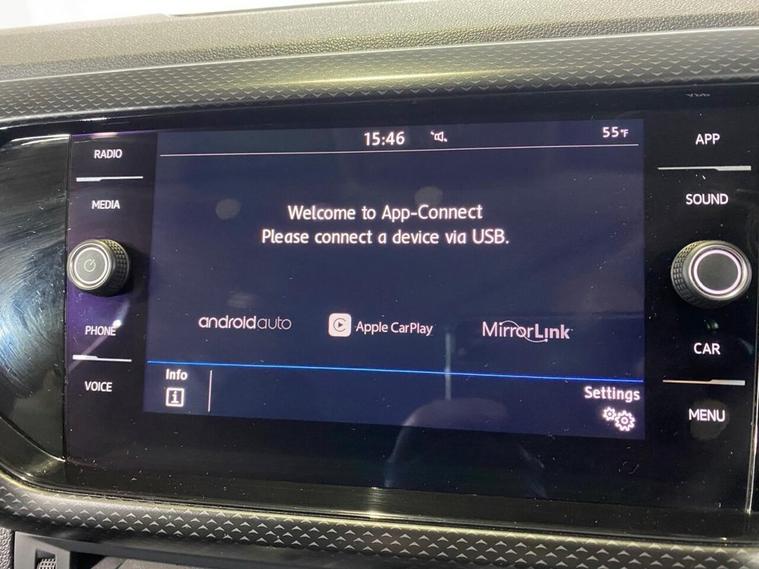 15:46
55°F
RADIO
MEDIA
PHONE
VOICE
Welcome to App-Connect
Please connect a device via USB.
androidauto
Apple CarPlay
MirrorLink
Info
i
Settings
APP
SOUND
CAR
MENU